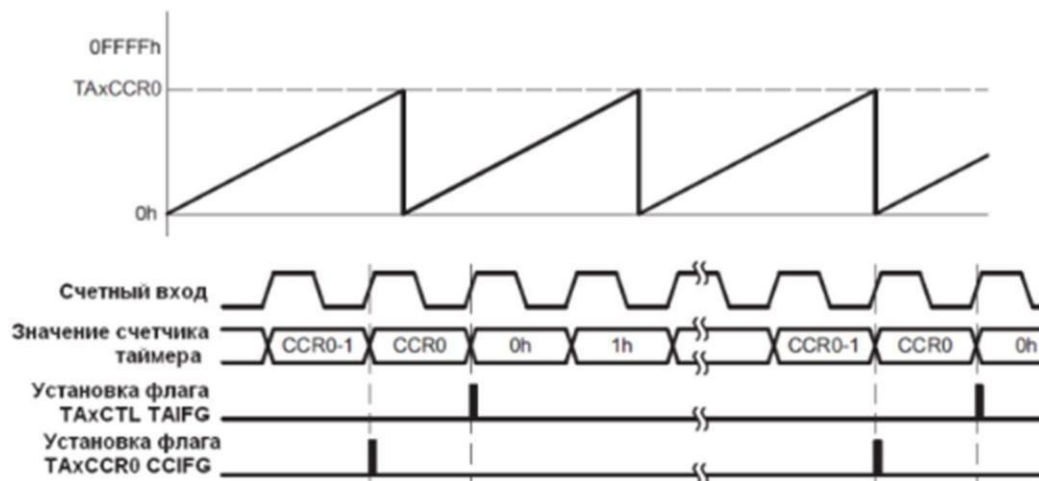 0FFFFh
TAxCCR0
0h
Счетный вход
Значение счетчика
таймера
CCR0-1 CCR0 0h 1h CCR0-1 CCR0 0h
Установка флага
TAxCTL TAIFG
Установка флага
TAxCCR0 CCIFG